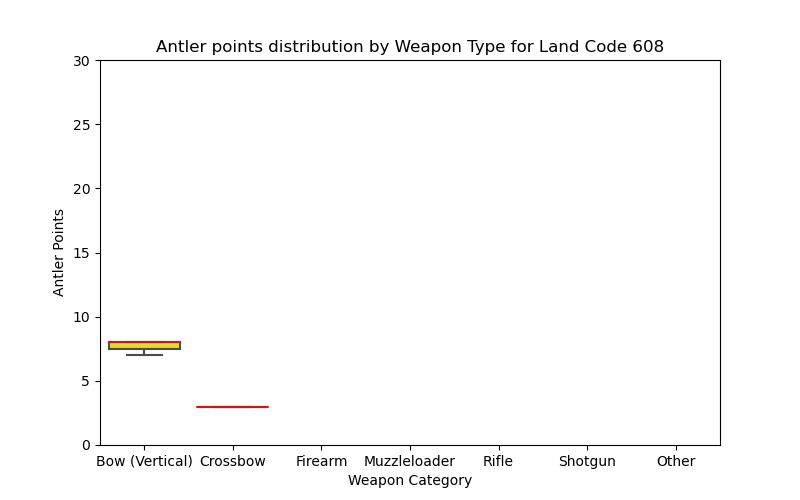 Antler points distribution by Weapon Type for Land Code 608
30
25
20
15
10
5
0
Antler Points
Bow (Vertical) Crossbow Firearm Muzzleloader Rifle Shotgun Other
Weapon Category